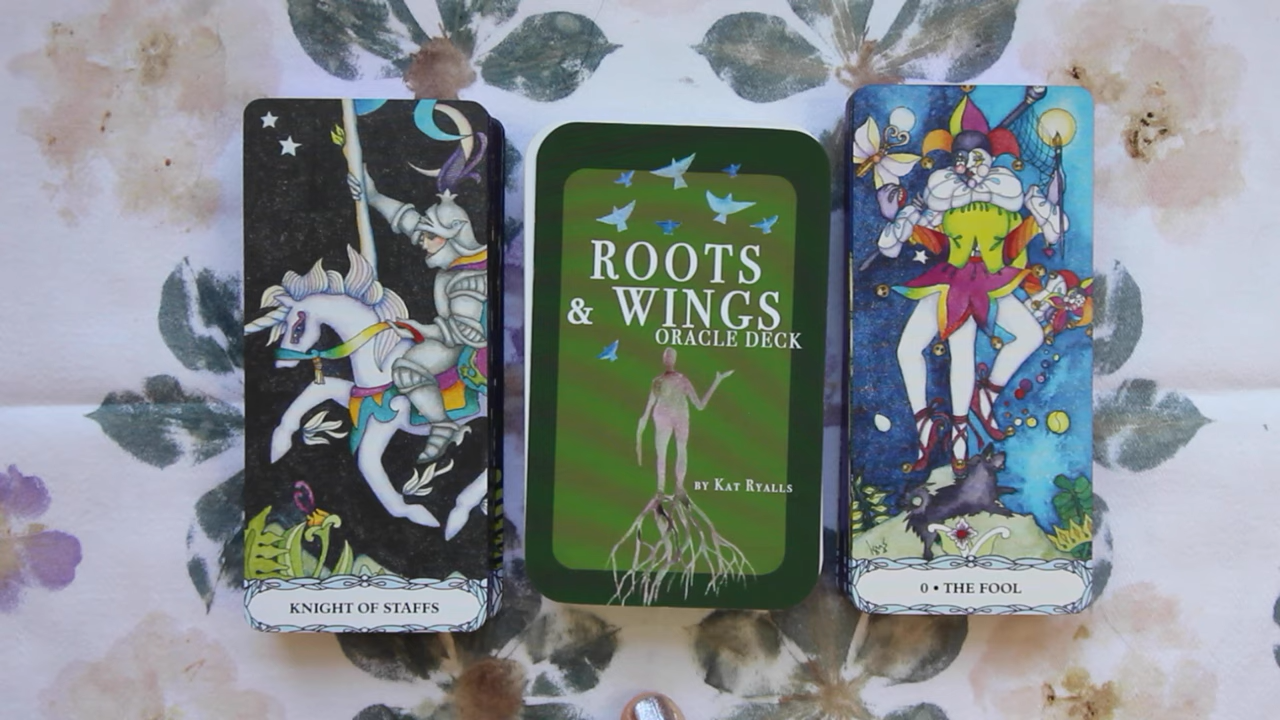 KNIGHT OF STAFFS
ROOTS
& WINGS
ORACLE DECK
BY KAT RYALLS
0 • THE FOOL